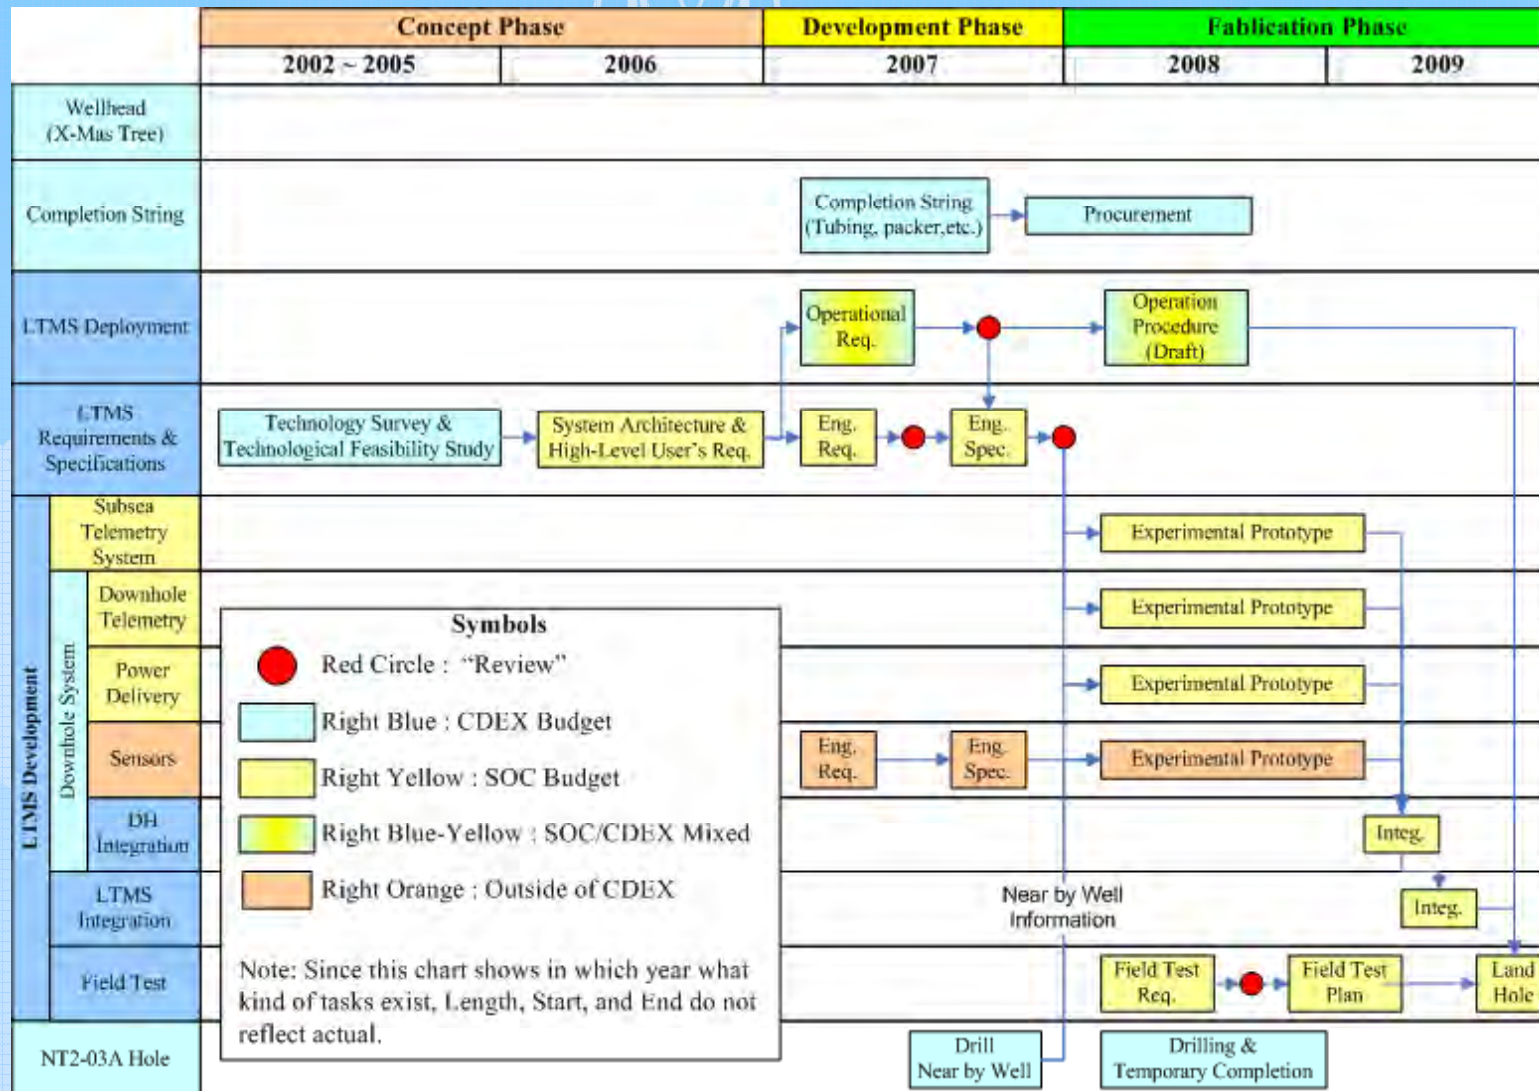 Concept Phase
Development Phase
Fablication Phase
2002 ~ 2005
2006
2007
2008
2009
Wellhead
(X-Mas Tree)
Completion String
Completion String
(Tubing, packer,etc.)
Procurement
LTMS Deployment
Operational
Req.
Operation
Procedure
(Draft)
LTMS
Requirements &
Specifications
Technology Survey &
Technological Feasibility Study
System Architecture &
High-Level User's Req.
Eng.
Req.
Eng.
Spec.
LTMS Development
Subsea
Telemetry
System
Experimental Prototype
Downhole System
Downhole
Telemetry
Experimental Prototype
Power
Delivery
Experimental Prototype
Sensors
Eng.
Req.
Eng.
Spec.
Experimental Prototype
DH
Integration
Integ.
LTMS
Integration
Near by Well
Information
Integ.
Field Test
Field Test
Req.
Field Test
Plan
Land
Hole
NT2-03A Hole
Drill
Near by Well
Drilling &
Temporary Completion
Symbols
Red Circle : “Review”
Right Blue : CDEX Budget
Right Yellow : SOC Budget
Right Blue-Yellow : SOC/CDEX Mixed
Right Orange : Outside of CDEX
Note: Since this chart shows in which year what
kind of tasks exist, Length, Start, and End do not
reflect actual.